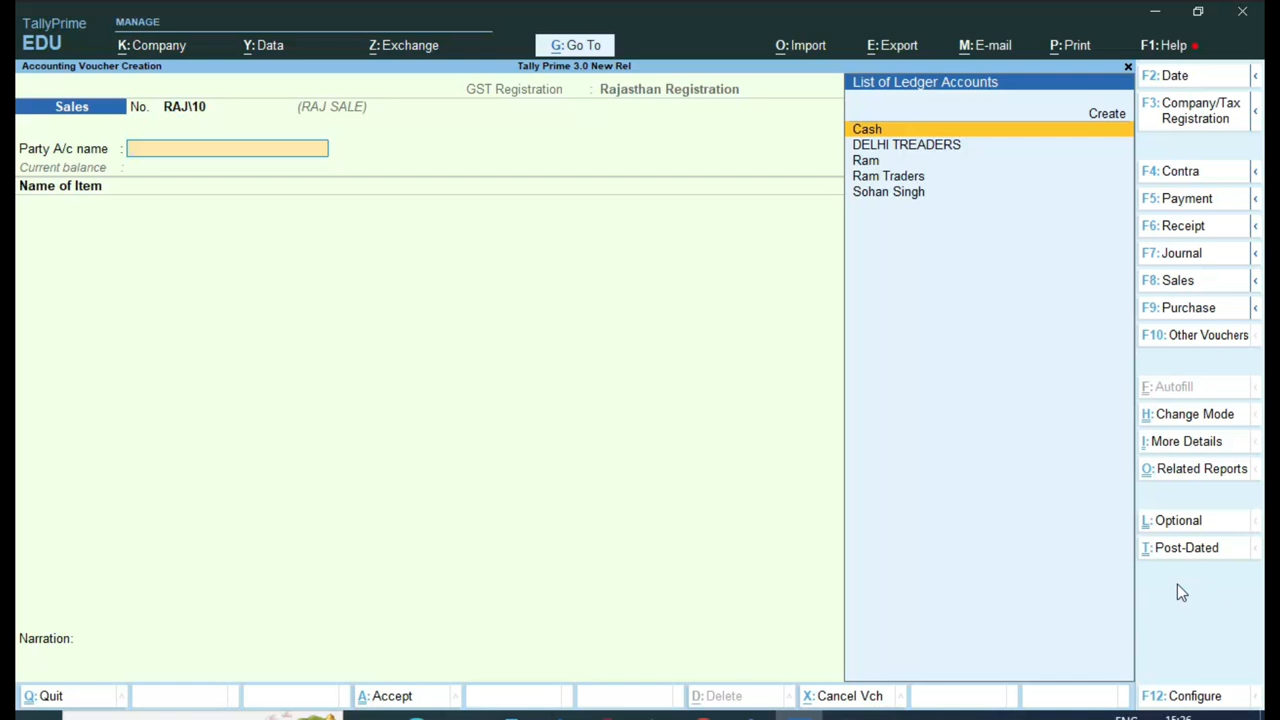 TallyPrime
MANAGE
EDU
K: Company
Y: Data
Z: Exchange
G: Go To
O: Import
E: Export
M: E-mail
P: Print
F1: Help
Accounting Voucher Creation
Tally Prime 3.0 New Rel
GST Registration : Rajasthan Registration
Sales No. RAJ\10 (RAJ SALE)
Party A/c name :
Current balance :
Name of Item
Narration:
List of Ledger Accounts
Create
Cash
DELHI TREADERS
Ram
Ram Traders
Sohan Singh
F2: Date
F3: Company/Tax
Registration
F4: Contra
F5: Payment
F6: Receipt
F7: Journal
F8: Sales
F9: Purchase
F10: Other Vouchers
F: Autofill
H: Change Mode
I: More Details
O: Related Reports
L: Optional
T: Post-Dated
Q: Quit
A: Accept
D: Delete
X: Cancel Vch
F12: Configure